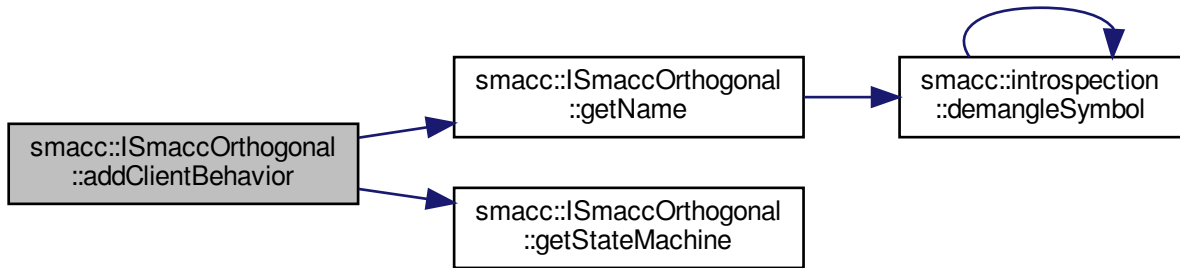 smacc::ISmaccOrthogonal
::addClientBehavior
smacc::ISmaccOrthogonal
::getName
smacc::introspection
::demangleSymbol
smacc::ISmaccOrthogonal
::getStateMachine